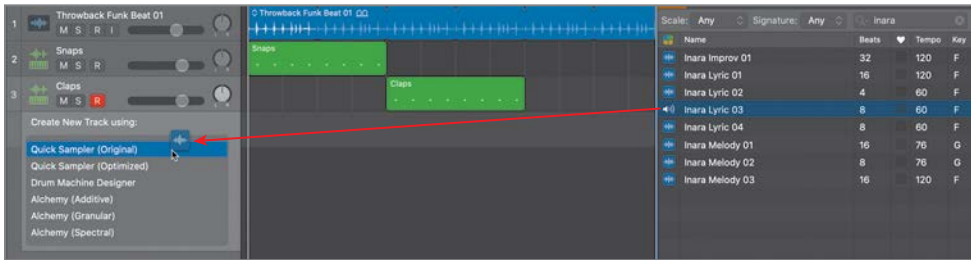 1 Throwback Funk Beat 01
M S R I
2 Snaps
M S R
3 Claps
M S R
Create New Track using:
Quick Sampler (Original)
Quick Sampler (Optimized)
Drum Machine Designer
Alchemy (Additive)
Alchemy (Granular)
Alchemy (Spectral)
Throwback Funk Beat 01
Snaps
Claps
Scale: Any Signature: Any inara
Name Beats Tempo Key
Inara Improv 01 32 120 F
Inara Lyric 01 16 120 F
Inara Lyric 02 4 60 F
Inara Lyric 03 8 60 F
Inara Lyric 04 8 60 F
Inara Melody 01 16 76 G
Inara Melody 02 8 76 G
Inara Melody 03 16 120 F